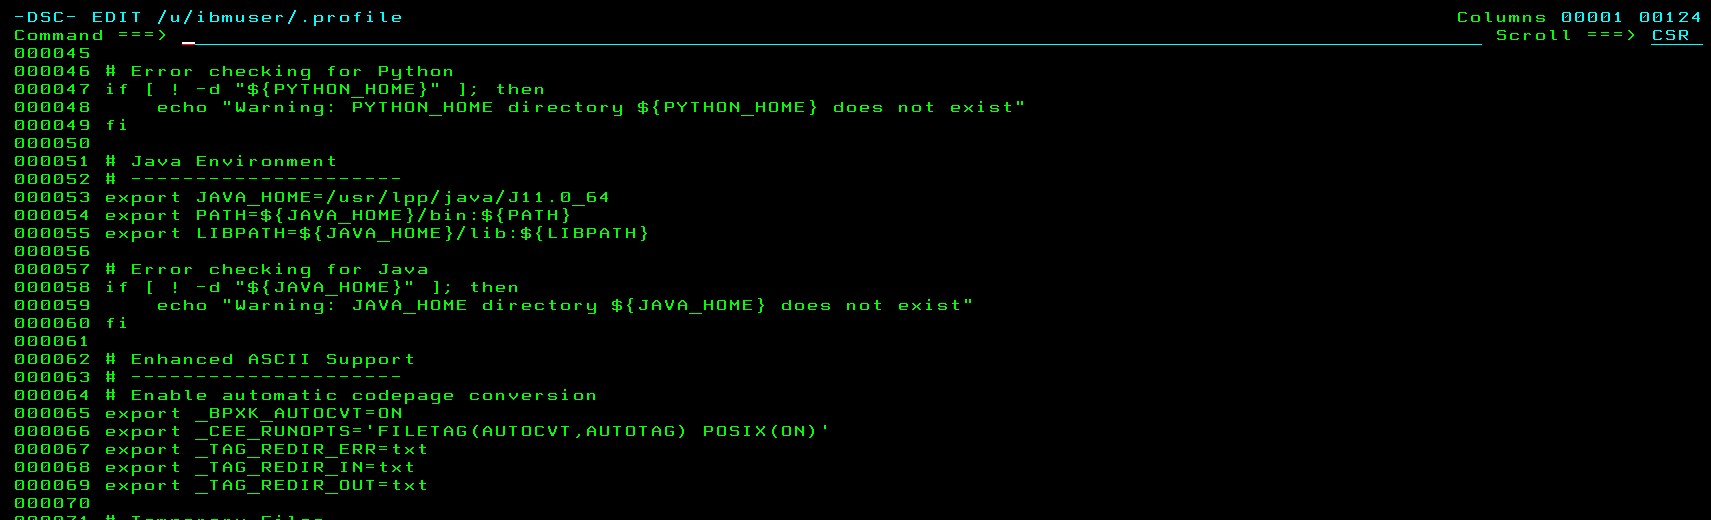 -DSC- EDIT /u/ibmuser/.profile Columns 00001 00124
Command ===> Scroll ===> CSR
000045
000046 # Error checking for Python
000047 if [ ! -d "${PYTHON_HOME}" ]; then
000048     echo "Warning: PYTHON_HOME directory ${PYTHON_HOME} does not exist"
000049 fi
000050
000051 # Java Environment
000052 # ---------------------
000053 export JAVA_HOME=/usr/lpp/java/J11.0_64
000054 export PATH=${JAVA_HOME}/bin:${PATH}
000055 export LIBPATH=${JAVA_HOME}/lib:${LIBPATH}
000056
000057 # Error checking for Java
000058 if [ ! -d "${JAVA_HOME}" ]; then
000059     echo "Warning: JAVA_HOME directory ${JAVA_HOME} does not exist"
000060 fi
000061
000062 # Enhanced ASCII Support
000063 # ---------------------
000064 # Enable automatic codepage conversion
000065 export _BPXK_AUTOCVT=ON
000066 export _CEE_RUNOPTS='FILETAG(AUTOCVT,AUTOTAG) POSIX(ON)'
000067 export _TAG_REDIR_ERR=txt
000068 export _TAG_REDIR_IN=txt
000069 export _TAG_REDIR_OUT=txt
000070
000071 # Temporary Files